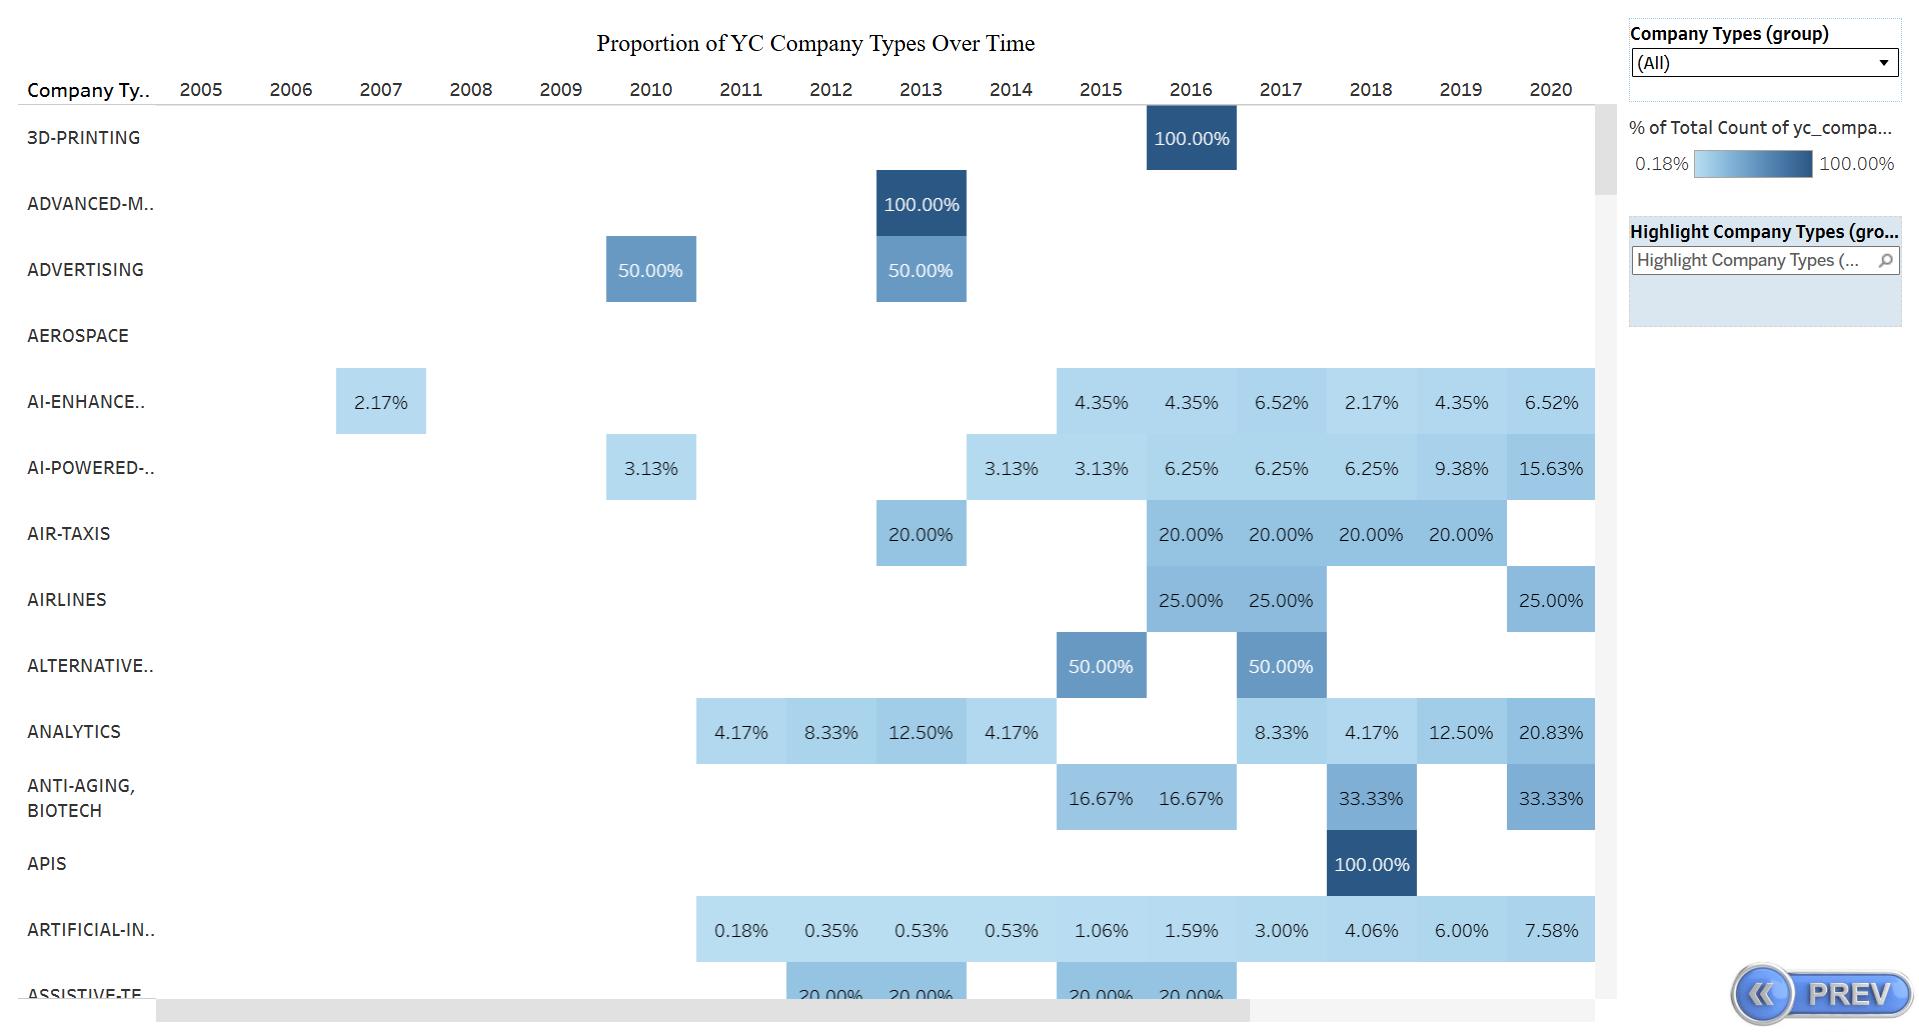 Proportion of YC Company Types Over Time
Company Ty.. 2005 2006 2007 2008 2009 2010 2011 2012 2013 2014 2015 2016 2017 2018 2019 2020
3D-PRINTING 100.00%
ADVANCED-M.. 100.00%
ADVERTISING 50.00% 50.00%
AEROSPACE
AI-ENHANCE.. 2.17% 4.35% 4.35% 6.52% 2.17% 4.35% 6.52%
AI-POWERED-.. 3.13% 3.13% 3.13% 6.25% 6.25% 6.25% 9.38% 15.63%
AIR-TAXIS 20.00% 20.00% 20.00% 20.00% 20.00%
AIRLINES 25.00% 25.00% 25.00%
ALTERNATIVE.. 50.00% 50.00%
ANALYTICS 4.17% 8.33% 12.50% 4.17% 8.33% 4.17% 12.50% 20.83%
ANTI-AGING,
BIOTECH 16.67% 16.67% 33.33% 33.33%
APIS 100.00%
ARTIFICIAL-IN.. 0.18% 0.35% 0.53% 0.53% 1.06% 1.59% 3.00% 4.06% 6.00% 7.58%
ASSISTIVE-TE 20.00% 20.00% 20.00% 20.00%
Company Types (group)
(All)
% of Total Count of yc_compa...
0.18% 100.00%
Highlight Company Types (gro...
Highlight Company Types (...
PREV